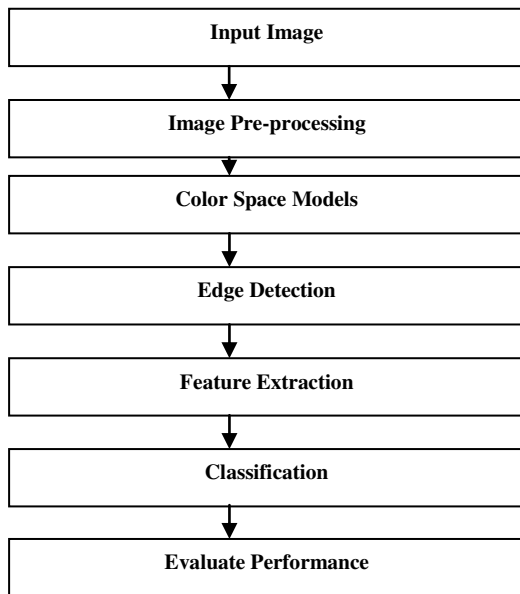 Input Image
Image Pre-processing
Color Space Models
Edge Detection
Feature Extraction
Classification
Evaluate Performance